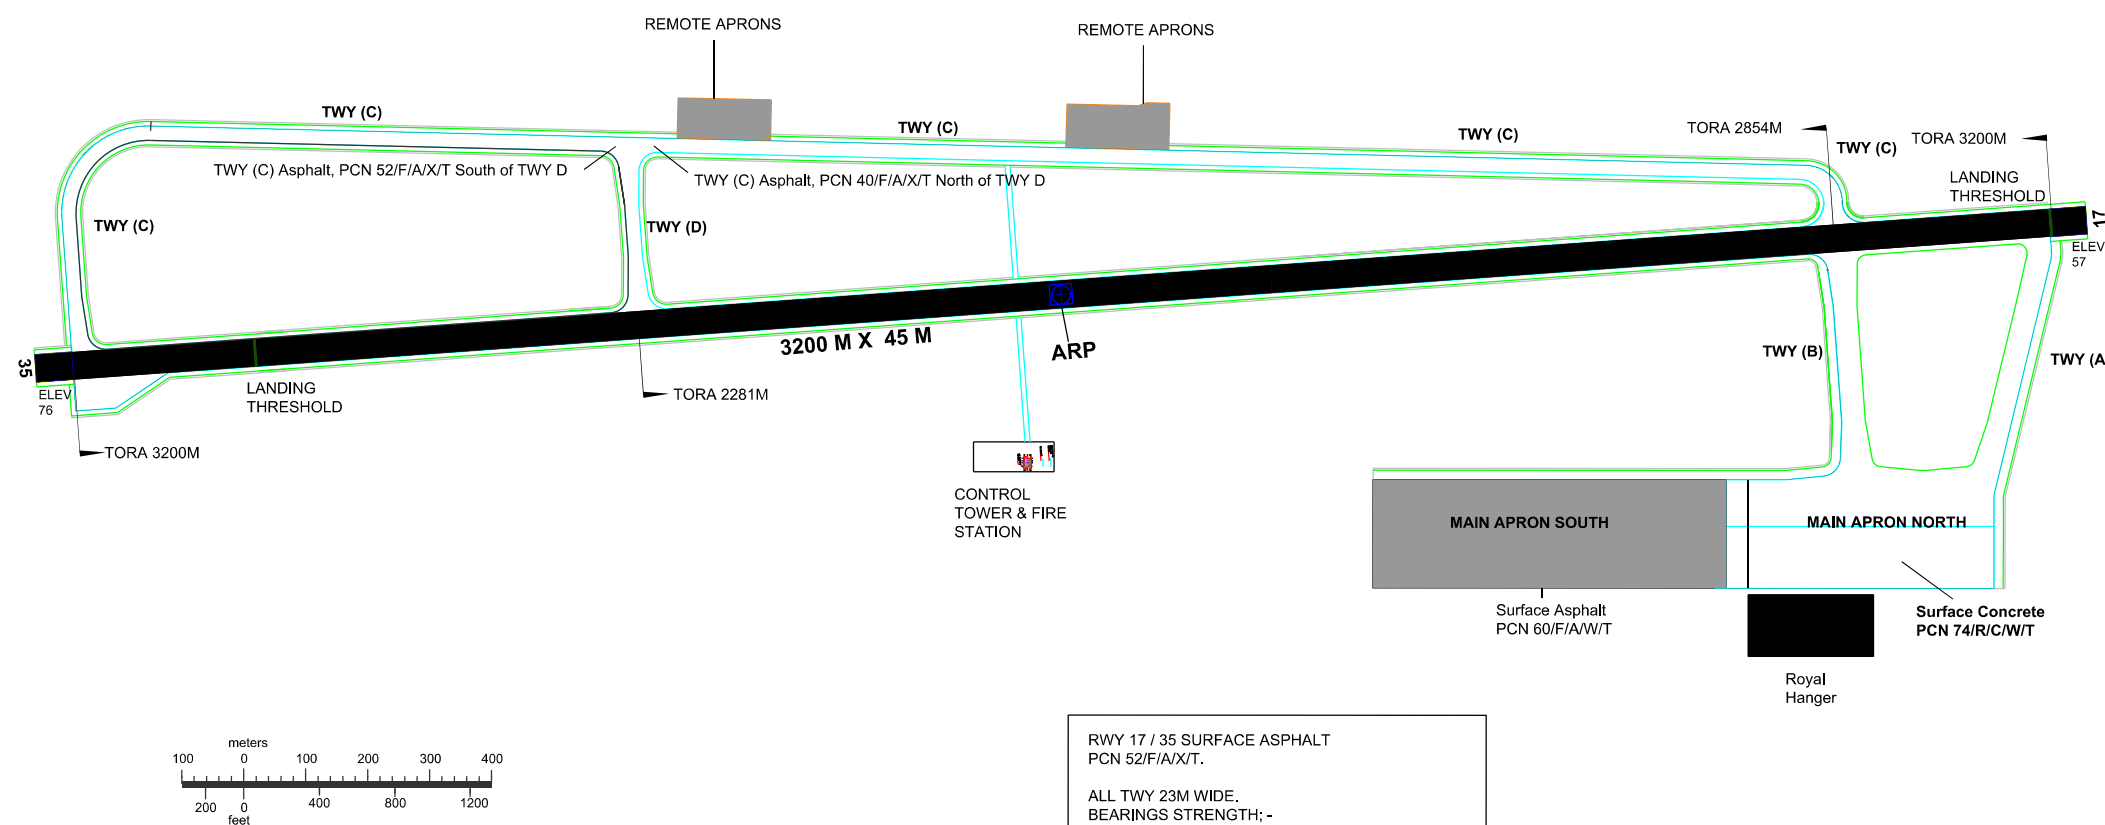 REMOTE APRONS
REMOTE APRONS
TWY (C)
TWY (C)
TWY (C)
TORA 2854M
TWY (C)
TORA 3200M
TWY (C) Asphalt, PCN 52/F/A/X/T South of TWY D
TWY (C) Asphalt, PCN 40/F/A/X/T North of TWY D
LANDING
THRESHOLD
TWY (C)
TWY (D)
17
ELEV
57
3200 M X 45 M
ARP
TWY (B)
TWY (A
35
ELEV
76
LANDING
THRESHOLD
TORA 2281M
TORA 3200M
CONTROL
TOWER & FIRE
STATION
MAIN APRON SOUTH
MAIN APRON NORTH
Surface Asphalt
PCN 60/F/A/W/T
Surface Concrete
PCN 74/R/C/W/T
Royal
Hanger
meters
100 0 100 200 300 400
200 0 400 800 1200
feet
RWY 17 / 35 SURFACE ASPHALT
PCN 52/F/A/X/T.
ALL TWY 23M WIDE.
BEARINGS STRENGTH; -